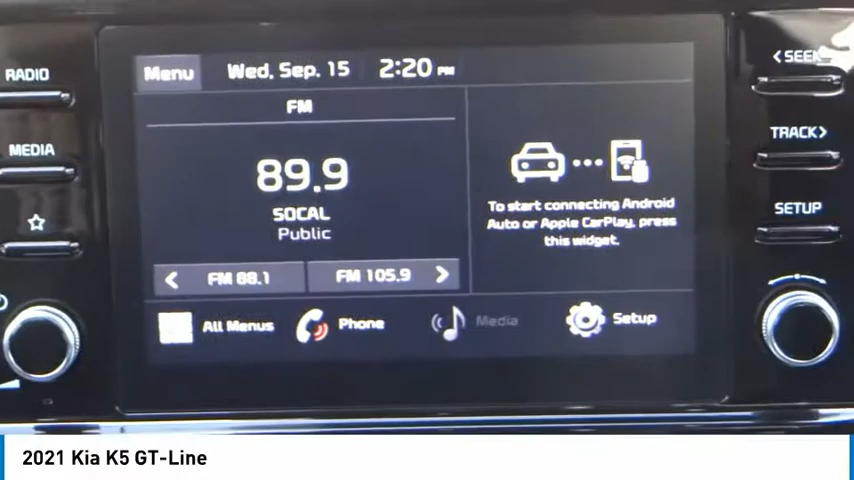 RADIO
MEDIA
Menu
Wed, Sep. 15
2:20 PM
FM
89.9
SOCAL
Public
FM 88.1
FM 105.9
To start connecting Android
Auto or Apple CarPlay, press
this widget.
All Menus
Phone
Media
Setup
SEEK
TRACK
SETUP
2021 Kia K5 GT-Line